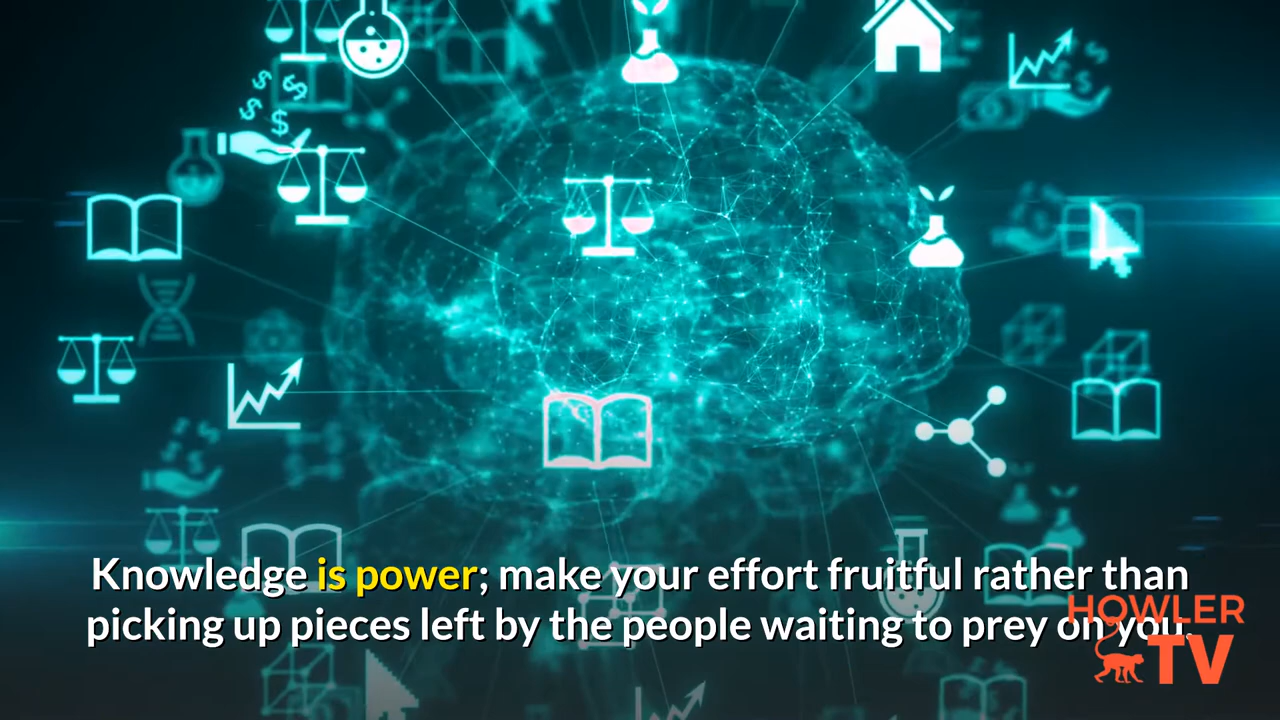 Knowledge is power; make your effort fruitful rather than
picking up pieces left by the people waiting to prey on you.
HOWLER
TV